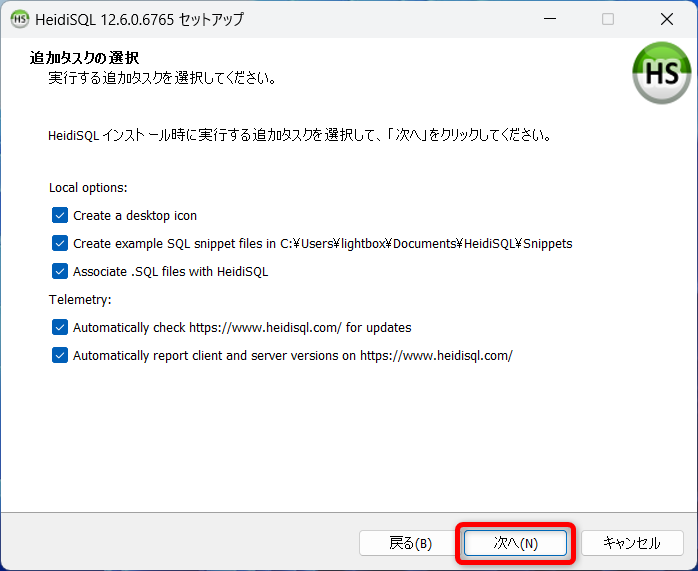 HS HeidiSQL 12.6.0.6765 セットアップ
追加タスクの選択
実行する追加タスクを選択してください。
HS
HeidiSQL インストール時に実行する追加タスクを選択して、「次へ」をクリックしてください。
Local options:
Create a desktop icon
Create example SQL snippet files in C:¥Users¥lightbox¥Documents¥HeidiSQL¥Snippets
Associate .SQL files with HeidiSQL
Telemetry:
Automatically check https://www.heidisql.com/ for updates
Automatically report client and server versions on https://www.heidisql.com/
戻る(B) 次へ(N) キャンセル